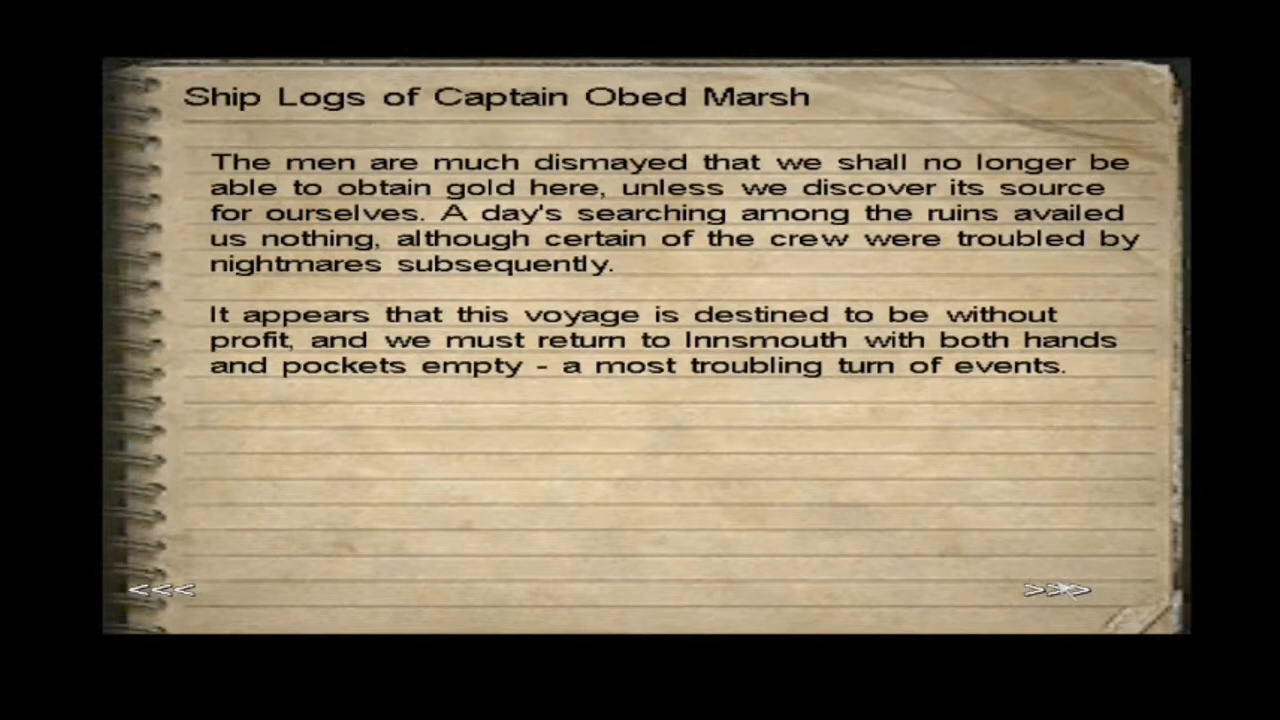 Ship Logs of Captain Obed Marsh
The men are much dismayed that we shall no longer be
able to obtain gold here, unless we discover its source
for ourselves. A day's searching among the ruins availed
us nothing, although certain of the crew were troubled by
nightmares subsequently.
It appears that this voyage is destined to be without
profit, and we must return to Innsmouth with both hands
and pockets empty - a most troubling turn of events.
<<< >>>